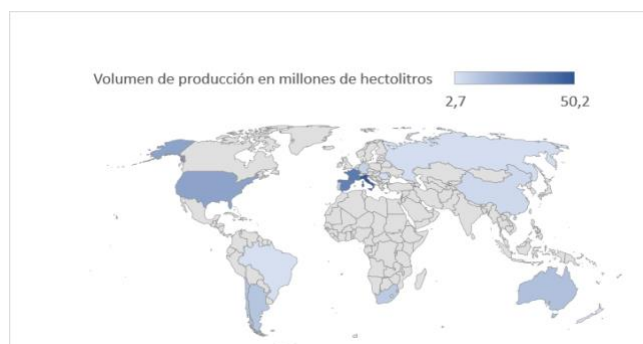 Volumen de producción en millones de hectolitros
2,7 50,2